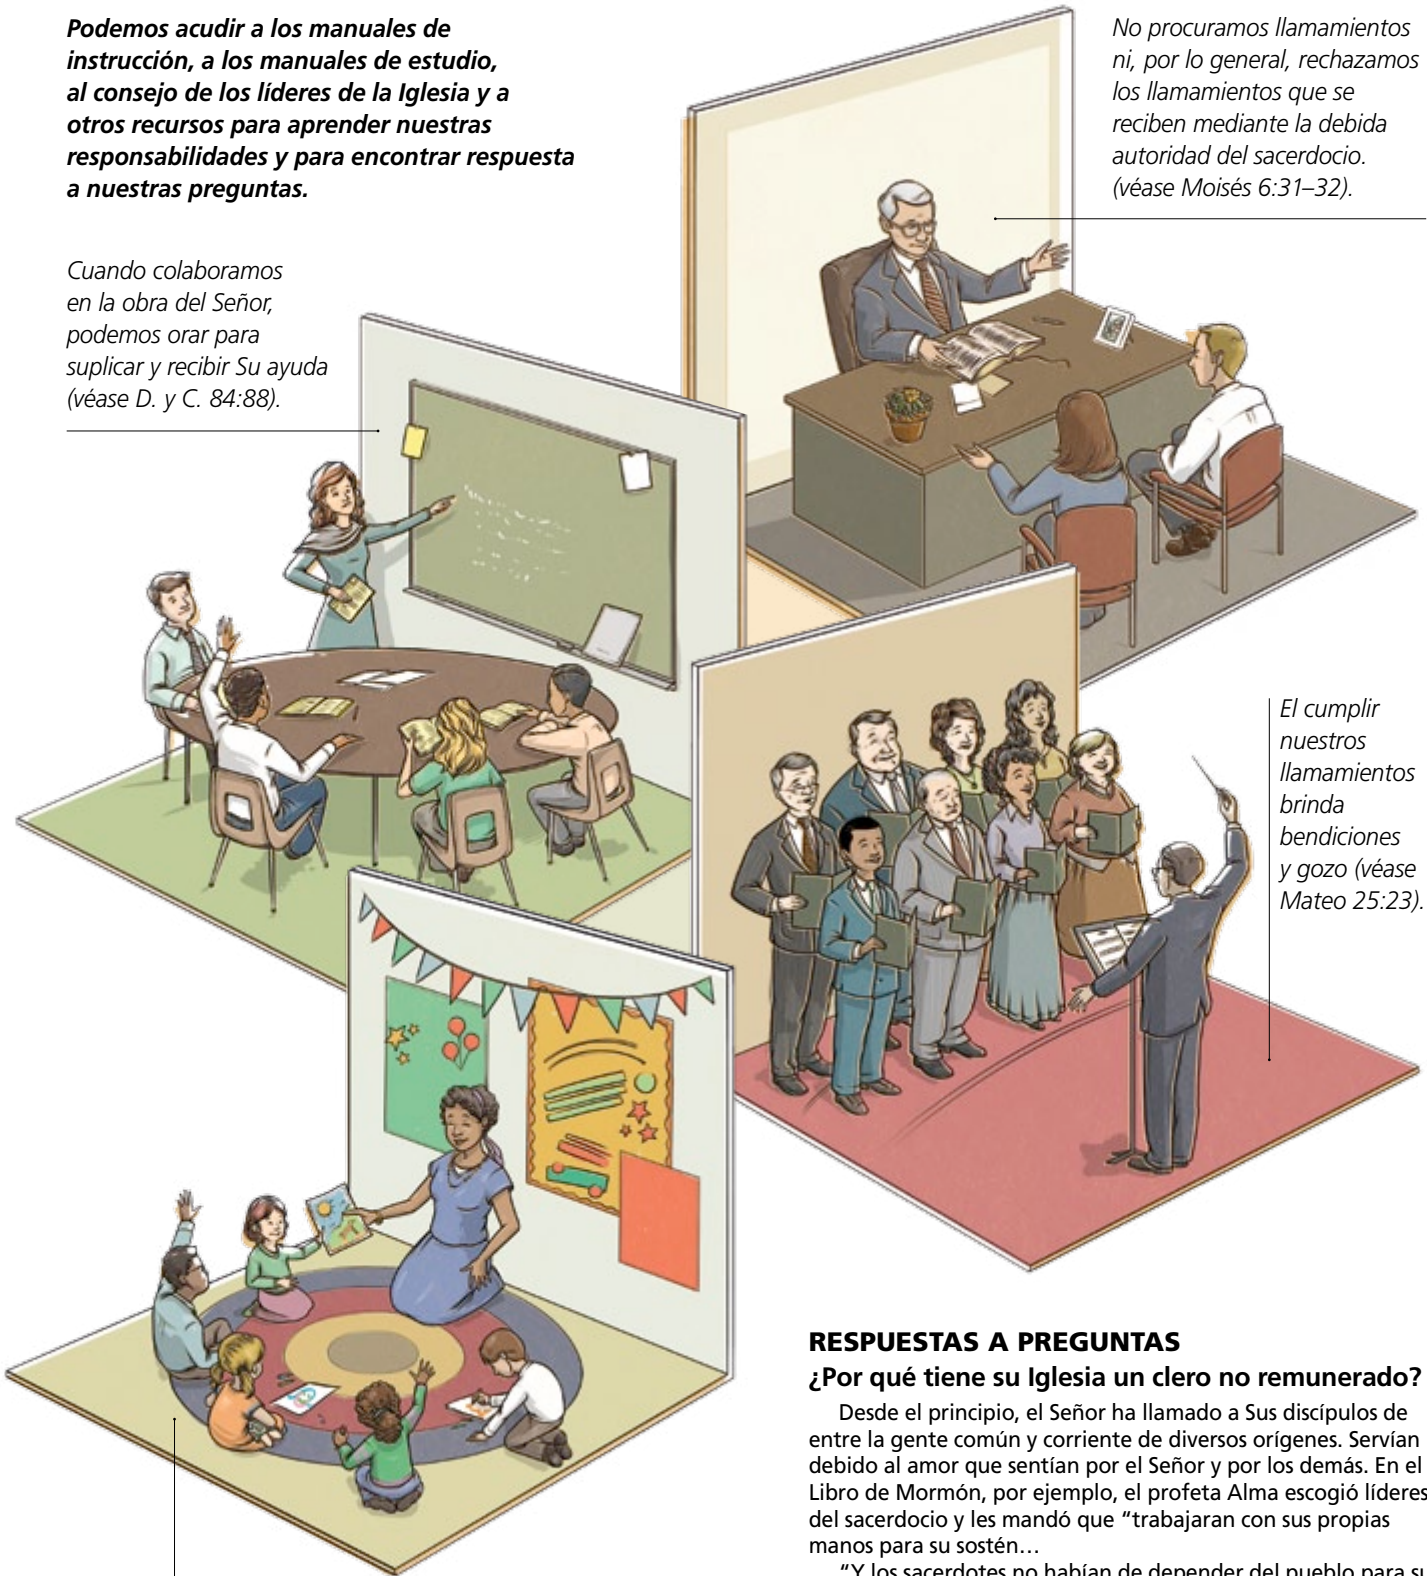 Podemos acudir a los manuales de
instrucción, a los manuales de estudio,
al consejo de los líderes de la Iglesia y a
otros recursos para aprender nuestras
responsabilidades y para encontrar respuesta
a nuestras preguntas.
No procuramos llamamientos
ni, por lo general, rechazamos
los llamamientos que se
reciben mediante la debida
autoridad del sacerdocio.
(véase Moisés 6:31–32).
Cuando colaboramos
en la obra del Señor,
podemos orar para
suplicar y recibir Su ayuda
(véase D. y C. 84:88).
El cumplir
nuestros
llamamientos
brinda
bendiciones
y gozo (véase
Mateo 25:23).
RESPUESTAS A PREGUNTAS
¿Por qué tiene su Iglesia un clero no remunerado?
Desde el principio, el Señor ha llamado a Sus discípulos de
entre la gente común y corriente de diversos orígenes. Servían
debido al amor que sentían por el Señor y por los demás. En el
Libro de Mormón, por ejemplo, el profeta Alma escogió líderes
del sacerdocio y les mandó que “trabajaran con sus propias
manos para su sostén…
“Y los sacerdotes no habían de depender del pueblo para su